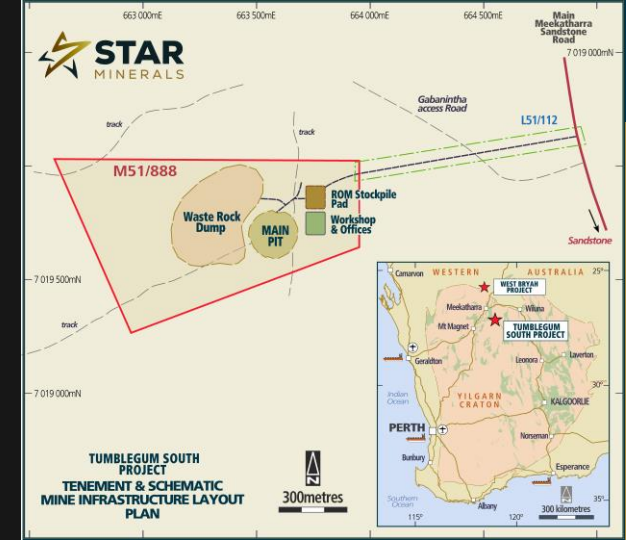 663 000mE
663 500mE
664 000mE
664 500mE
Main
Meekatharra
Sandstone
Road
7 019 000mN
STAR
MINERALS
Gabanintha
access Road
L51/112
track
track
M51/888
ROM Stockpile
Pad
Waste Rock
Dump
MAIN
PIT
Workshop
& Offices
Sandstone
7 019 500mN
track
7 019 000mN
Carnarvon
WESTERN
AUSTRALIA
25°
WEST BRYAH
PROJECT
Meekatharra
Wiluna
Mt Magnet
TUMBLEGUM
SOUTH PROJECT
Geraldton
Leonora
Laverton
Indian
Ocean
YILGARN
CRATON
30°
KALGOORLIE
PERTH
Norseman
Bunbury
Esperance
Southern
Ocean
Albany
35°
115°
120°
300 kilometres
TUMBLEGUM SOUTH
PROJECT
TENEMENT & SCHEMATIC
MINE INFRASTRUCTURE LAYOUT
PLAN
N
300metres